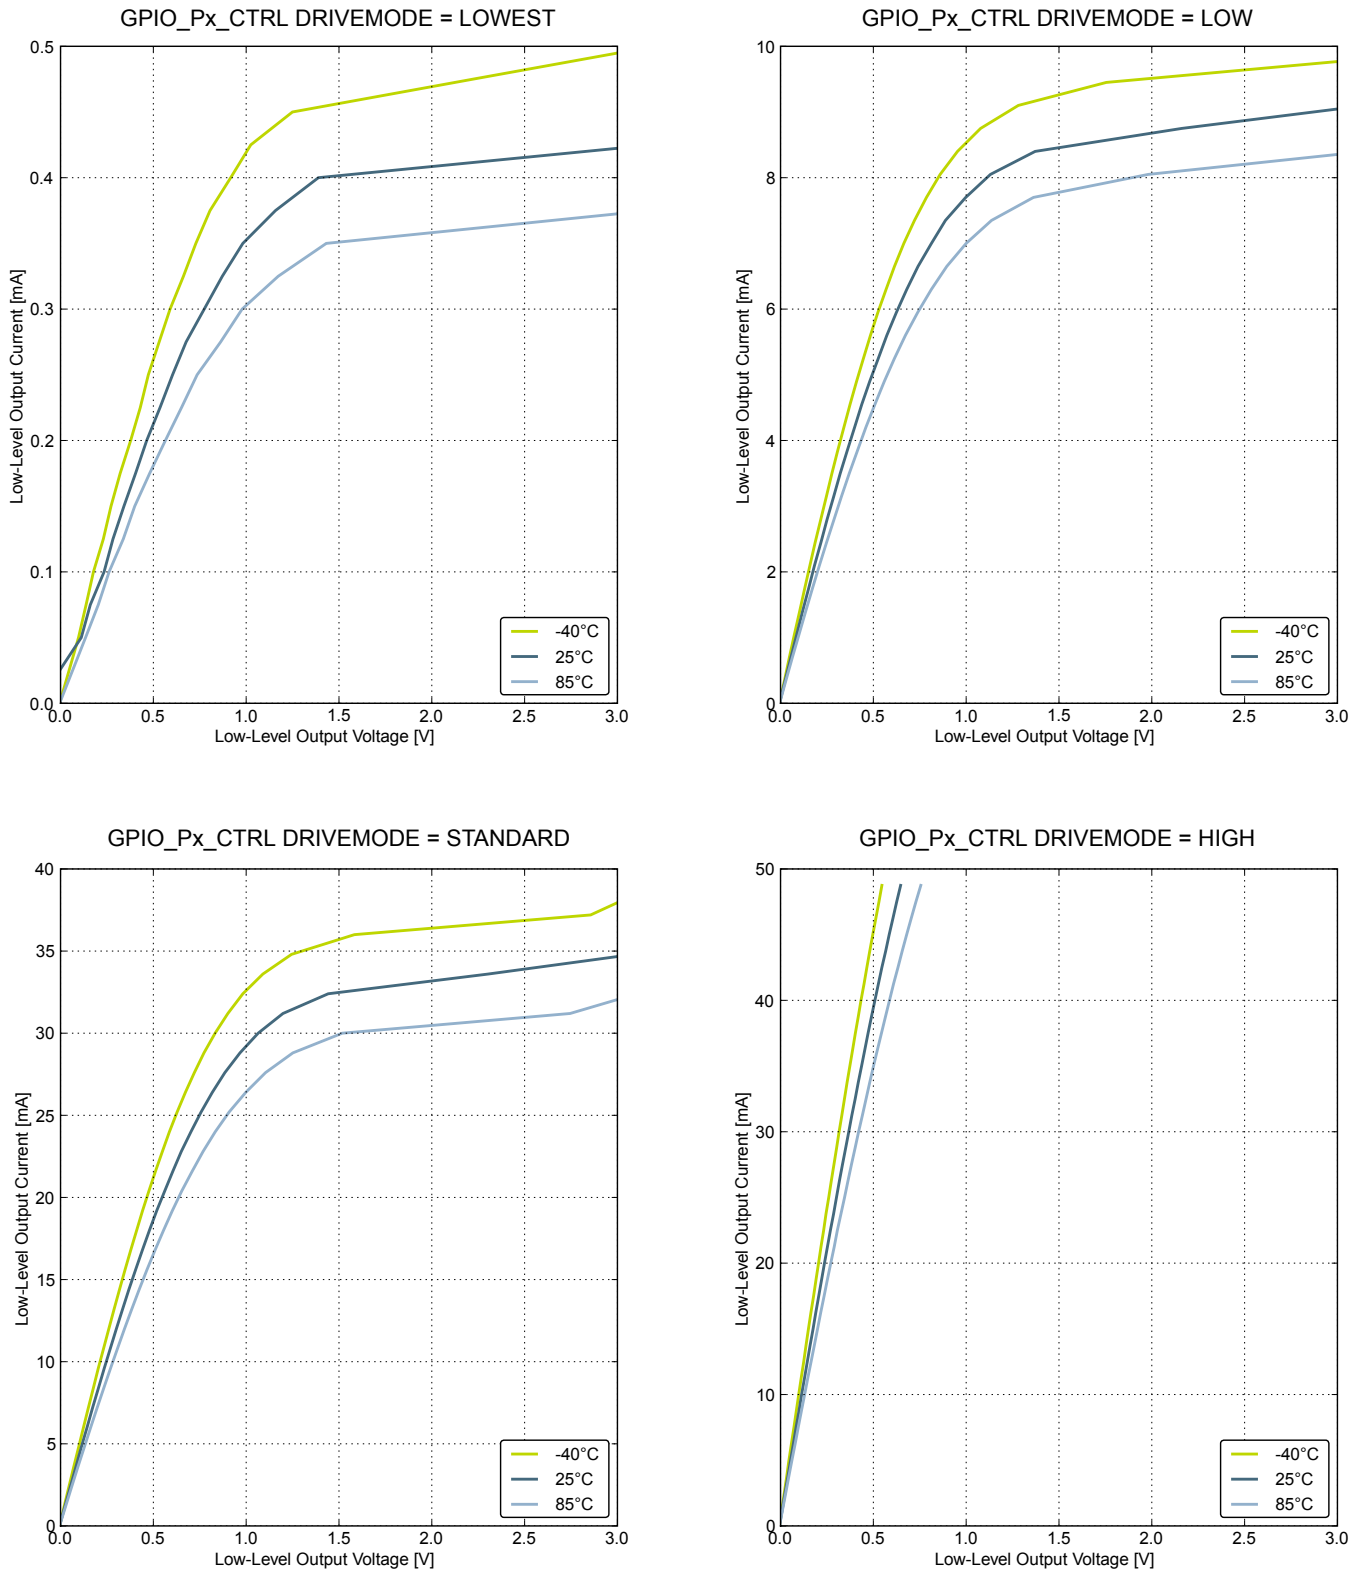 GPIO_Px_CTRL DRIVEMODE = LOWEST
0.5
0.4
0.3
0.2
0.1
0.0
Low-Level Output Current [mA]
-40°C
25°C
85°C
0.0 0.5 1.0 1.5 2.0 2.5 3.0
Low-Level Output Voltage [V]
GPIO_Px_CTRL DRIVEMODE = LOW
10
8
6
4
2
0
Low-Level Output Current [mA]
-40°C
25°C
85°C
0.0 0.5 1.0 1.5 2.0 2.5 3.0
Low-Level Output Voltage [V]
GPIO_Px_CTRL DRIVEMODE = STANDARD
40
35
30
25
20
15
10
5
0
Low-Level Output Current [mA]
-40°C
25°C
85°C
0.0 0.5 1.0 1.5 2.0 2.5 3.0
Low-Level Output Voltage [V]
GPIO_Px_CTRL DRIVEMODE = HIGH
50
40
30
20
10
0
Low-Level Output Current [mA]
-40°C
25°C
85°C
0.0 0.5 1.0 1.5 2.0 2.5 3.0
Low-Level Output Voltage [V]